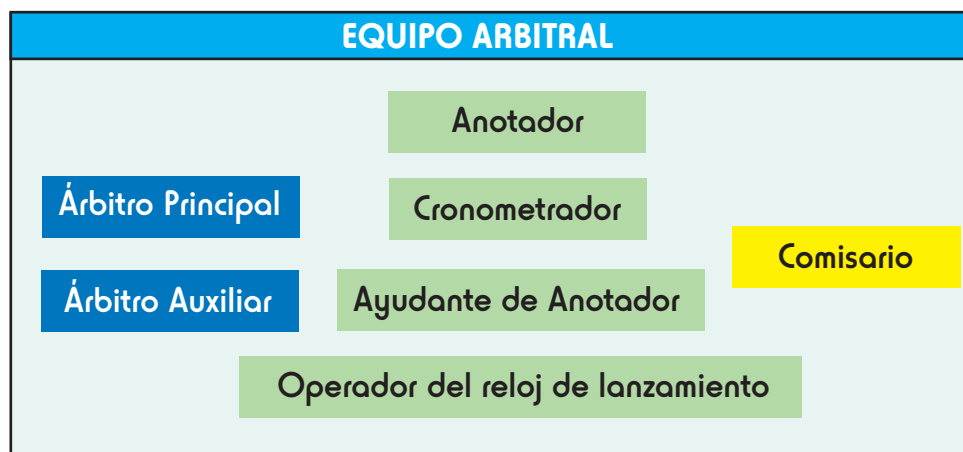 EQUIPO ARBITRAL
Anotador
Árbitro Principal
Cronometrador
Comisario
Árbitro Auxiliar
Ayudante de Anotador
Operador del reloj de lanzamiento